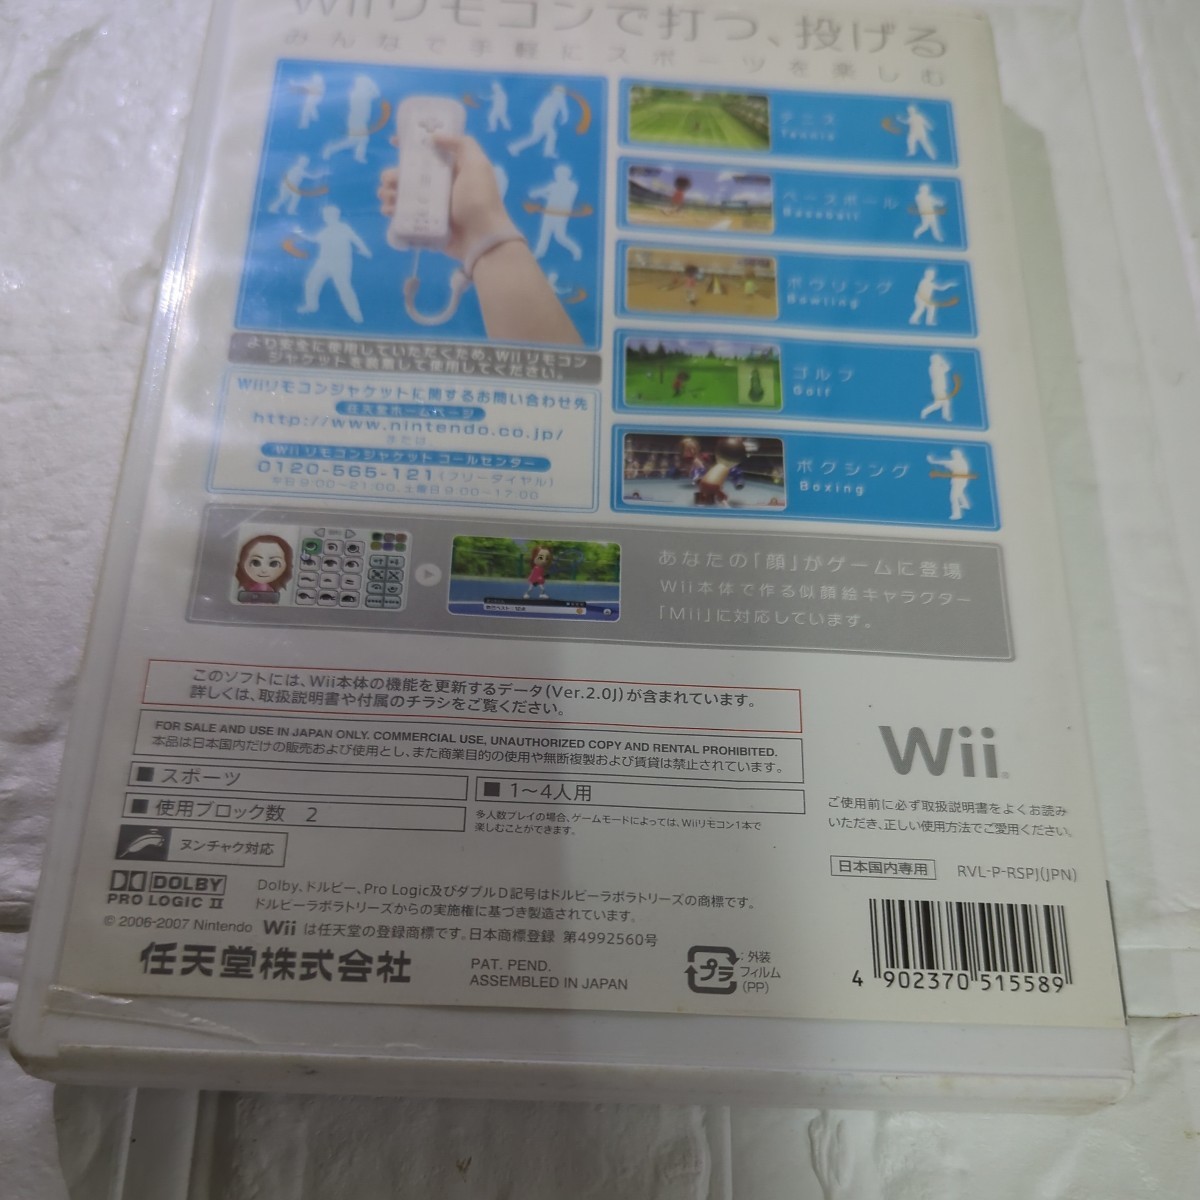 Wiiリモコンで打つ、投げる
みんなで手軽にスポーツを楽しむ
テニス
Tennis
ベースボール
Baseball
ボウリング
Bowling
ゴルフ
Golf
ボクシング
Boxing
より安全に使用していただくため、Wiiリモコン
ジャケットを装着して使用してください。
Wiiリモコンジャケットに関するお問い合わせ先
任天堂ホームページ
http://www.nintendo.co.jp/
または
Wiiリモコンジャケット コールセンター
0120-565-121(フリーダイヤル)
平日9:00〜21:00、土曜日9:00〜17:00
あなたの「顔」がゲームに登場
Wii本体で作る似顔絵キャラクター
「Mii」に対応しています。
このソフトには、Wii本体の機能を更新するデータ(Ver.2.0J)が含まれています。
詳しくは、取扱説明書や付属のチラシをご覧ください。
FOR SALE AND USE IN JAPAN ONLY. COMMERCIAL USE, UNAUTHORIZED COPY AND RENTAL PROHIBITED.
本品は日本国内だけの販売および使用とし、また商業目的の使用や無断複製および賃貸は禁止されています。
■ スポーツ
■ 1〜4人用
■ 使用ブロック数 2
多人数プレイの場合、ゲームモードによっては、Wiiリモコン1本で
楽しむことができます。
ヌンチャク対応
Wii
ご使用前に必ず取扱説明書をよくお読み
いただき、正しい使用方法でご愛用ください。
日本国内専用 RVL-P-RSPJ(JPN)
DOLBY
PRO LOGIC II
Dolby、ドルビー、Pro Logic及びダブルD記号はドルビーラボラトリーズの商標です。
ドルビーラボラトリーズからの実施権に基づき製造されています。
© 2006-2007 Nintendo Wii は任天堂の登録商標です。日本商標登録 第4992560号
任天堂株式会社
PAT. PEND.
ASSEMBLED IN JAPAN
プラ
:外装
フィルム
(PP)
4 902370 515589